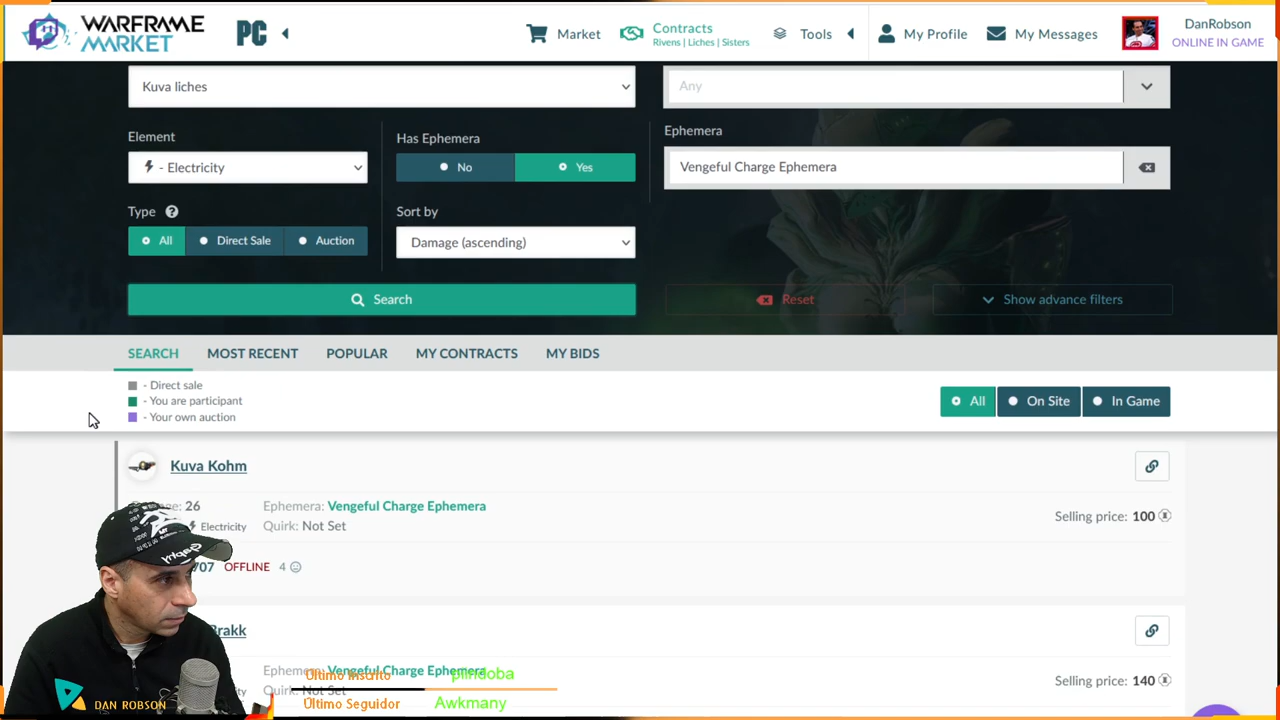 WARFRAME
MARKET
PC
Market
Contracts
Rivens | Liches | Sisters
Tools
My Profile
My Messages
DanRobson
ONLINE IN GAME
Kuva liches
Any
Element
Has Ephemera
Ephemera
- Electricity
No
Yes
Vengeful Charge Ephemera
Type
Sort by
All
Direct Sale
Auction
Damage (ascending)
Search
Reset
Show advance filters
SEARCH
MOST RECENT
POPULAR
MY CONTRACTS
MY BIDS
- Direct sale
- You are participant
- Your own auction
All
On Site
In Game
Kuva Kohm
26
Ephemera: Vengeful Charge Ephemera
Electricity
Quirk: Not Set
Selling price: 100
707
OFFLINE
4
Brakk
Ephemera: Vengeful Charge Ephemera
Último Inscrito
plindoba
Quirk: Not Set
Selling price: 140
Último Seguidor
Awkmany
DAN ROBSON